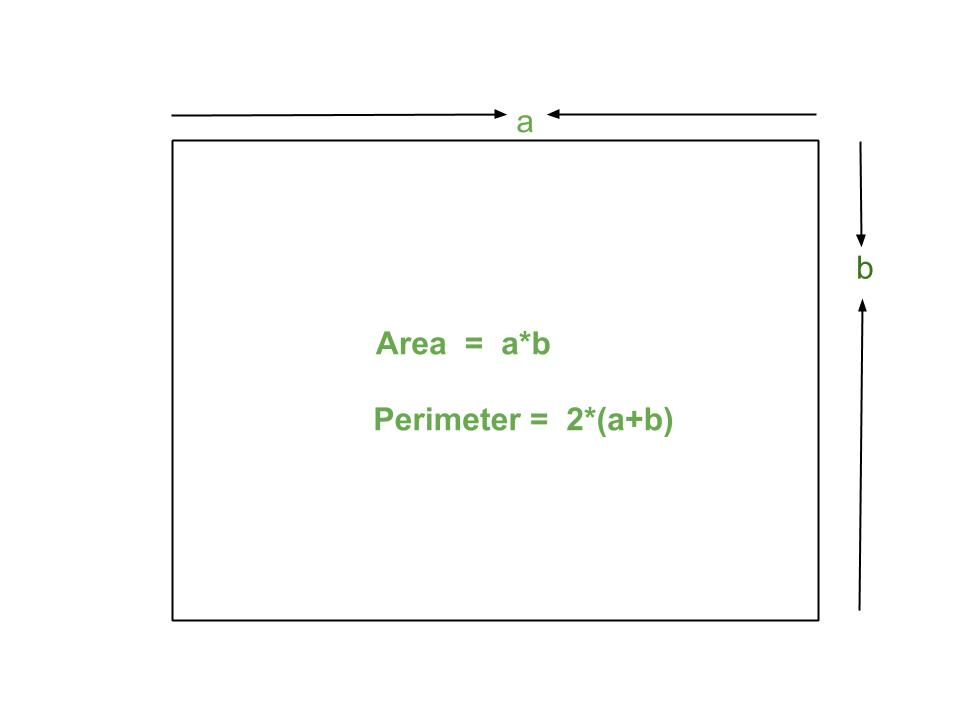 a
b
Area = a*b
Perimeter = 2*(a+b)